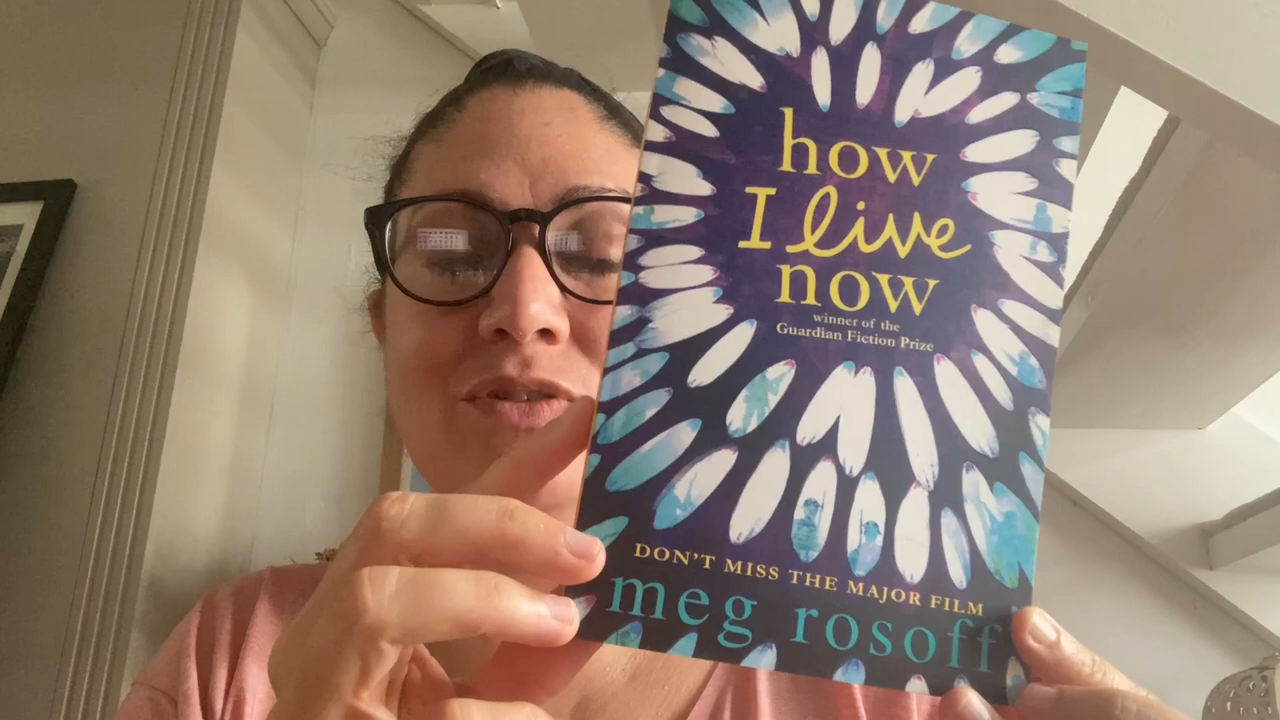 how
I live
now
winner of the
Guardian Fiction Prize
DON'T MISS THE MAJOR FILM
meg rosoff